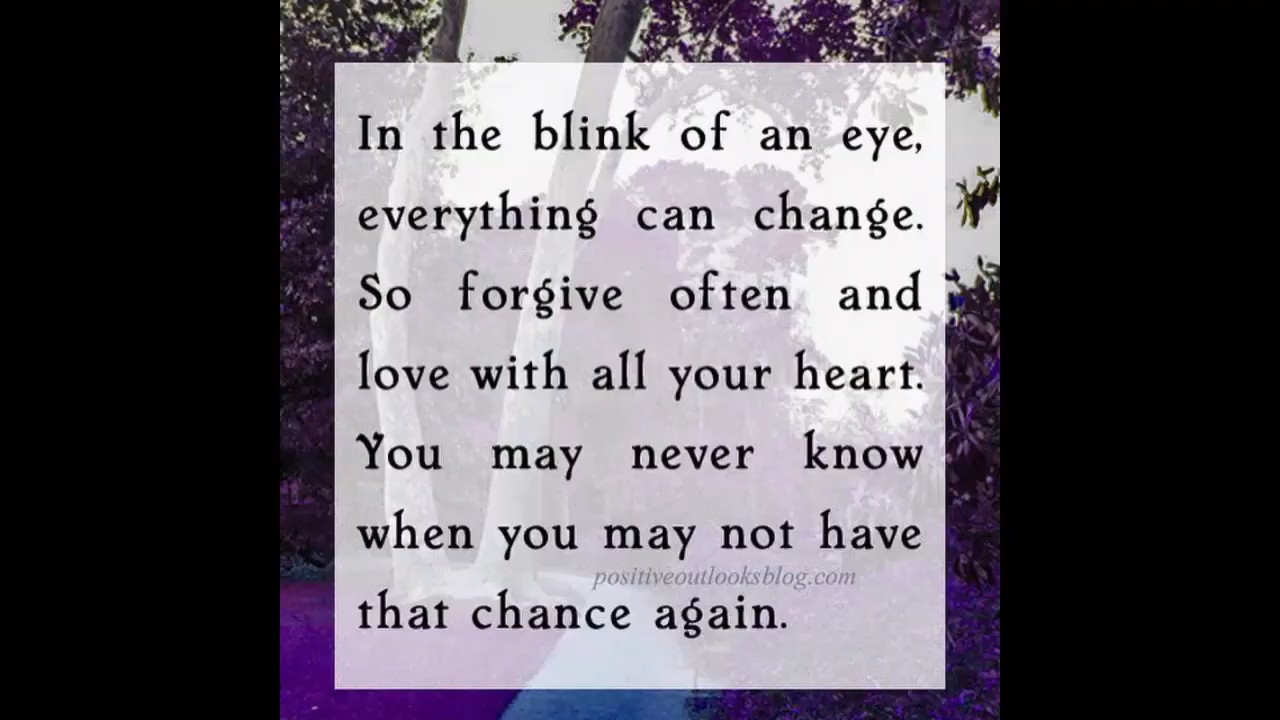 In the blink of an eye,
everything can change.
So forgive often and
love with all your heart.
You may never know
when you may not have
positiveoutlooksblog.com
that chance again.